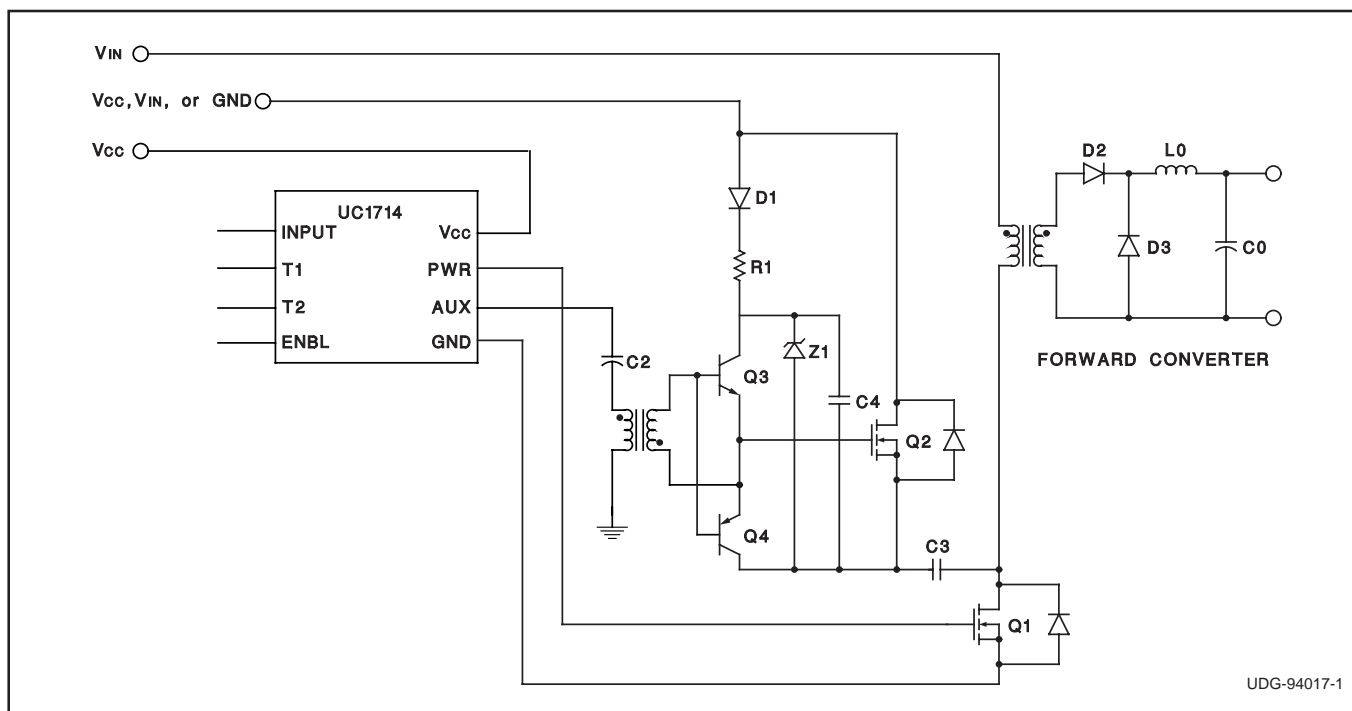 VIN
VCC, VIN, or GND
VCC
UC1714
INPUT
VCC
T1
PWR
T2
AUX
ENBL
GND
C2
D1
R1
Q3
Z1
C4
Q2
Q4
C3
Q1
D2
L0
D3
C0
FORWARD CONVERTER
UDG-94017-1